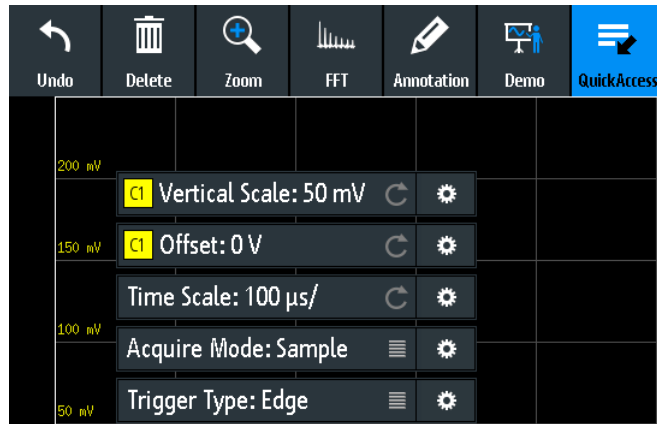 Undo Delete Zoom FFT Annotation Demo QuickAccess
200 mV
C1 Vertical Scale: 50 mV
150 mV
C1 Offset: 0 V
Time Scale: 100 µs/
100 mV
Acquire Mode: Sample
50 mV
Trigger Type: Edge